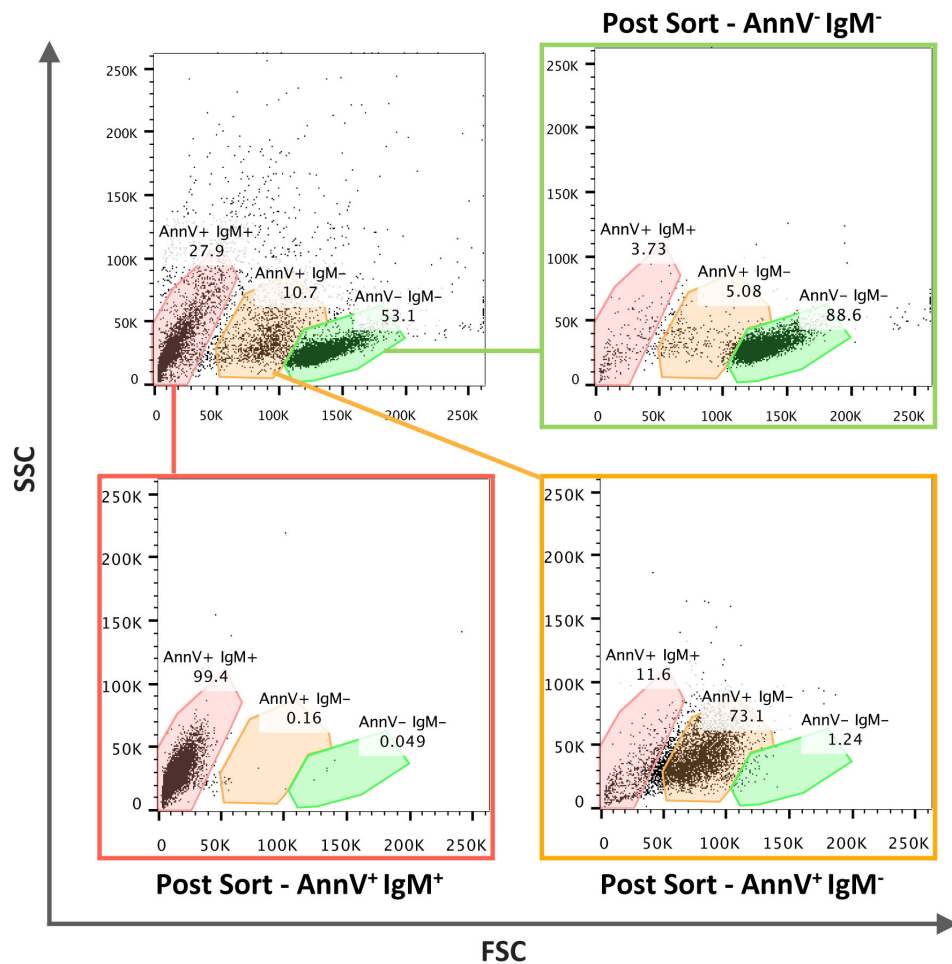 Post Sort - AnnV⁻ IgM⁻
250K
200K
150K
100K
50K
0
AnnV+ IgM+
27.9
AnnV+ IgM-
10.7
AnnV- IgM-
53.1
0 50K 100K 150K 200K 250K
250K
200K
150K
100K
50K
0
AnnV+ IgM+
3.73
AnnV+ IgM-
5.08
AnnV- IgM-
88.6
0 50K 100K 150K 200K 250K
SSC
250K
200K
150K
100K
50K
0
AnnV+ IgM+
99.4
AnnV+ IgM-
0.16
AnnV- IgM-
0.049
0 50K 100K 150K 200K 250K
Post Sort - AnnV⁺ IgM⁺
250K
200K
150K
100K
50K
0
AnnV+ IgM+
11.6
AnnV+ IgM-
73.1
AnnV- IgM-
1.24
0 50K 100K 150K 200K 250K
Post Sort - AnnV⁺ IgM⁻
FSC